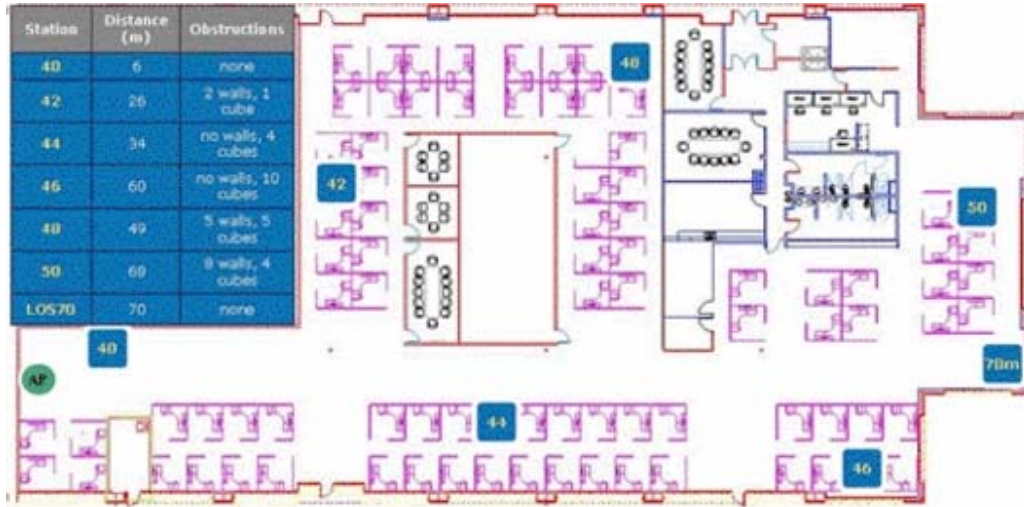 Station
Distance
(m)
Obstructions
40
6
none
42
26
2 walls, 1
cube
44
34
no walls, 4
cubes
46
60
no walls, 10
cubes
48
49
5 walls, 5
cubes
50
8 walls, 4
cubes
LOS70
70
none
48
42
50
40
AP
70m
44
46